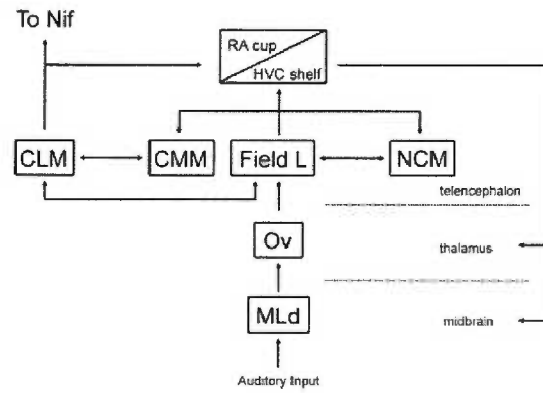 To Nif
RA cup
HVC shelf
CLM
CMM
Field L
NCM
telencephalon
Ov
thalamus
MLd
midbrain
Auditory Input